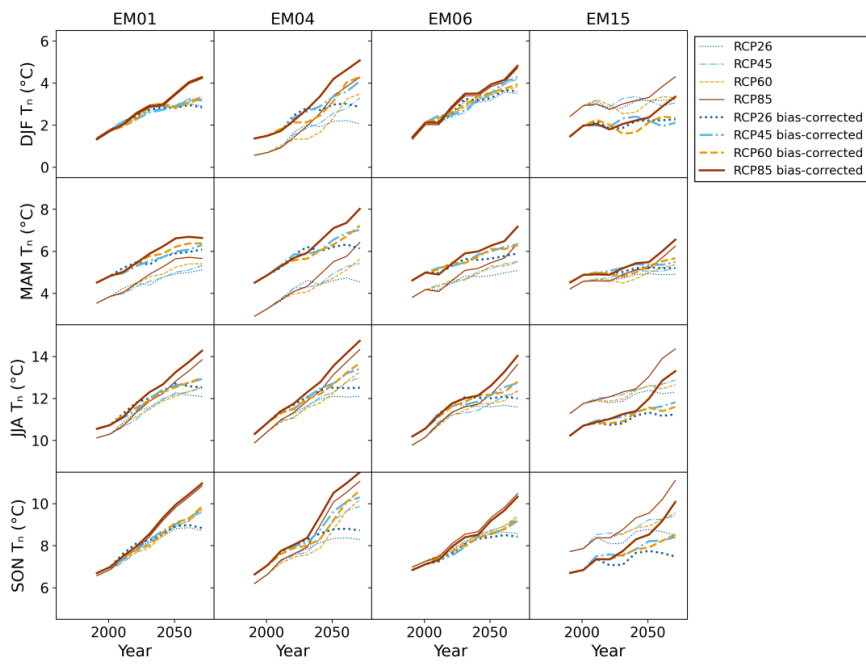 EM01 EM04 EM06 EM15
6
4
2
0
DJF Tₙ (°C)
RCP26
RCP45
RCP60
RCP85
RCP26 bias-corrected
RCP45 bias-corrected
RCP60 bias-corrected
RCP85 bias-corrected
8
6
4
MAM Tₙ (°C)
14
12
10
JJA Tₙ (°C)
10
8
6
SON Tₙ (°C)
2000 2050 2000 2050 2000 2050 2000 2050
Year Year Year Year